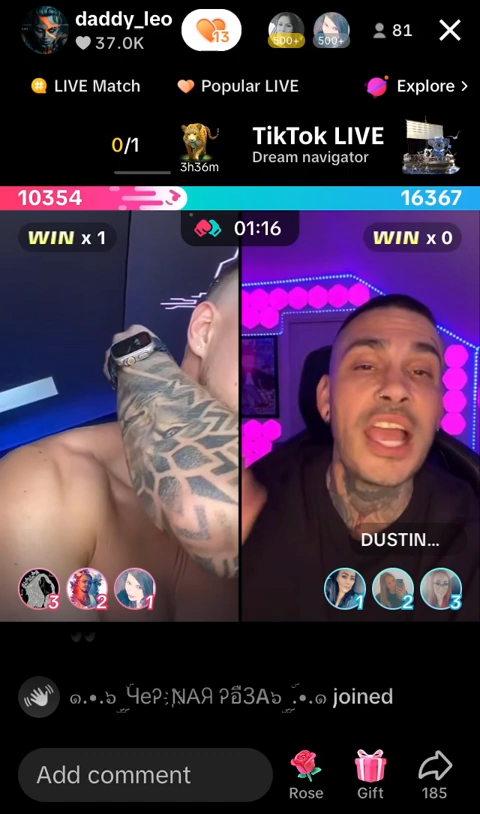 daddy_leo
37.0K
13
500+
500+
81
LIVE Match
Popular LIVE
Explore >
0/1
3h36m
TikTok LIVE
Dream navigator
10354
16367
WIN x 1
01:16
WIN x 0
DUSTIN...
3
2
1
1
2
3
joined
Add comment
Rose
Gift
185